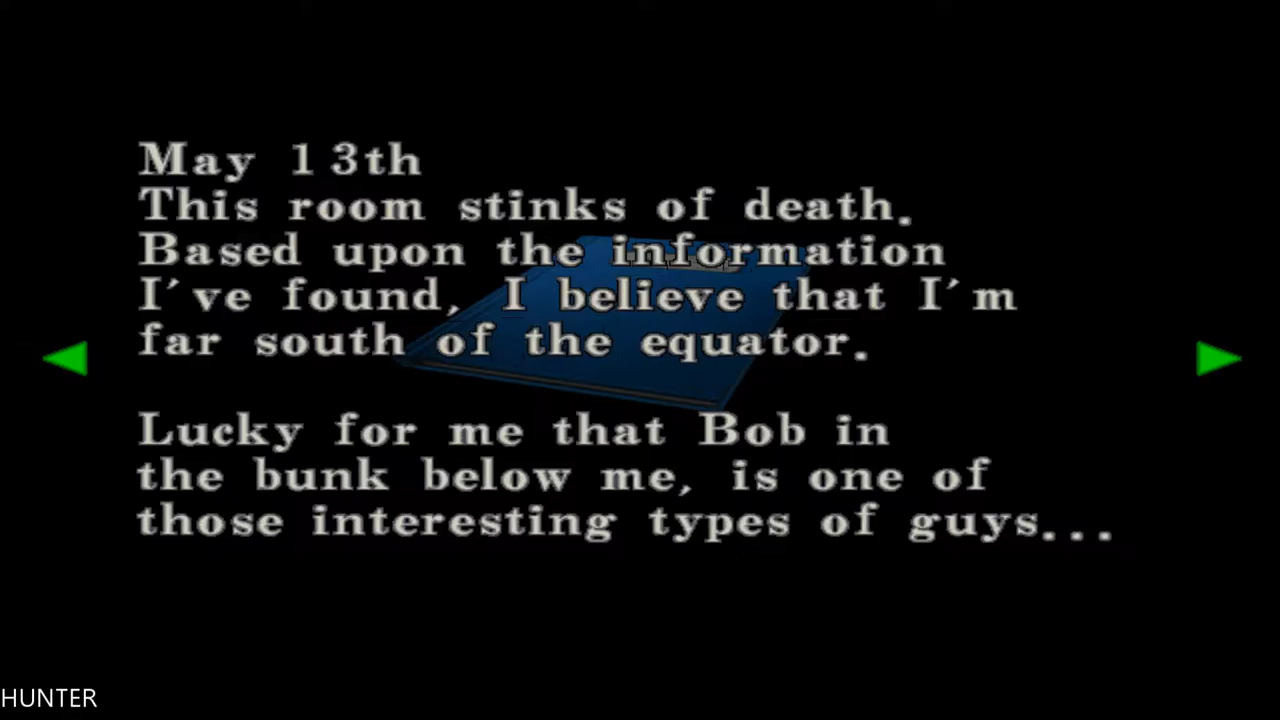 May 13th
This room stinks of death.
Based upon the information
I've found, I believe that I'm
far south of the equator.
Lucky for me that Bob in
the bunk below me, is one of
those interesting types of guys...
HUNTER